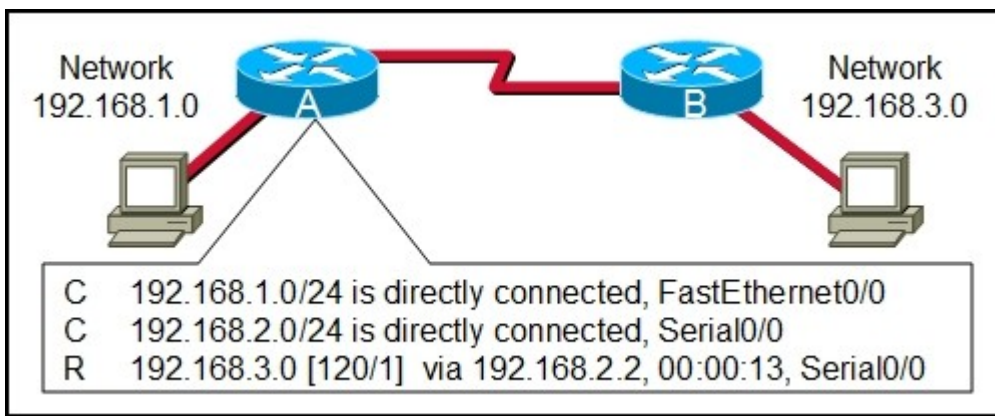 Network
192.168.1.0
A
B
Network
192.168.3.0
C 192.168.1.0/24 is directly connected, FastEthernet0/0
C 192.168.2.0/24 is directly connected, Serial0/0
R 192.168.3.0 [120/1] via 192.168.2.2, 00:00:13, Serial0/0